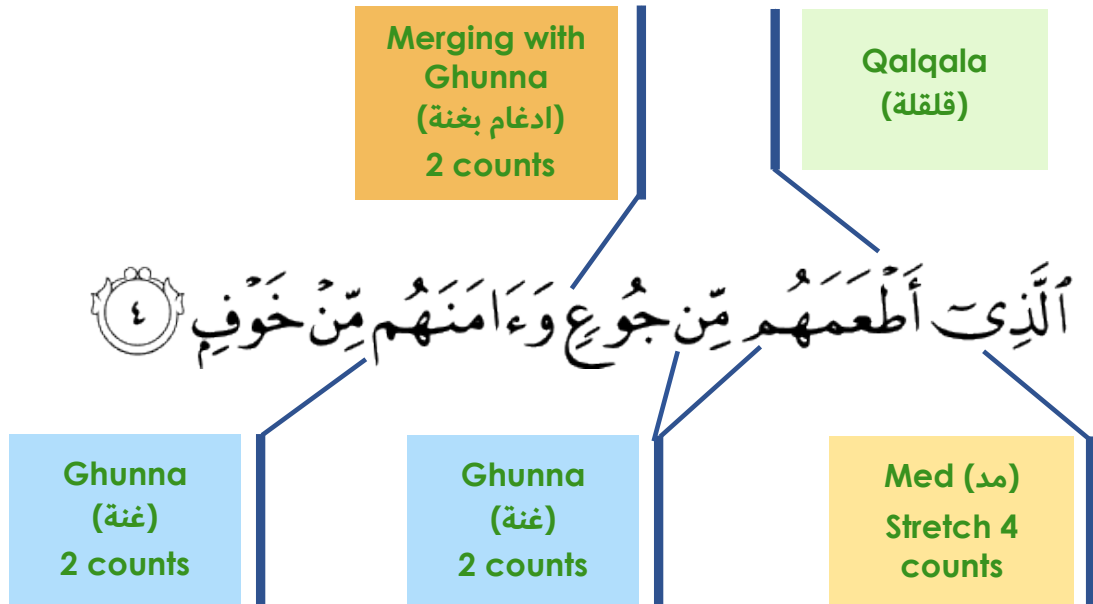 Merging with
Ghunna
(ادغام بغنة)
2 counts
Qalqala
(قلقلة)
ٱلَّذِىٓ أَطْعَمَهُم مِّن جُوعٍ وَءَامَنَهُم مِّنْ خَوْفٍۭ ٤
Ghunna
(غنة)
2 counts
Ghunna
(غنة)
2 counts
Med (مد)
Stretch 4
counts